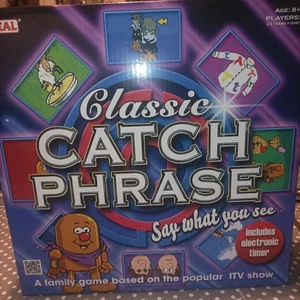 EAL
AGE: 8+
PLAYERS:
Classic
CATCH
PHRASE
Say what you see
includes
electronic
timer
A family game based on the popular ITV show